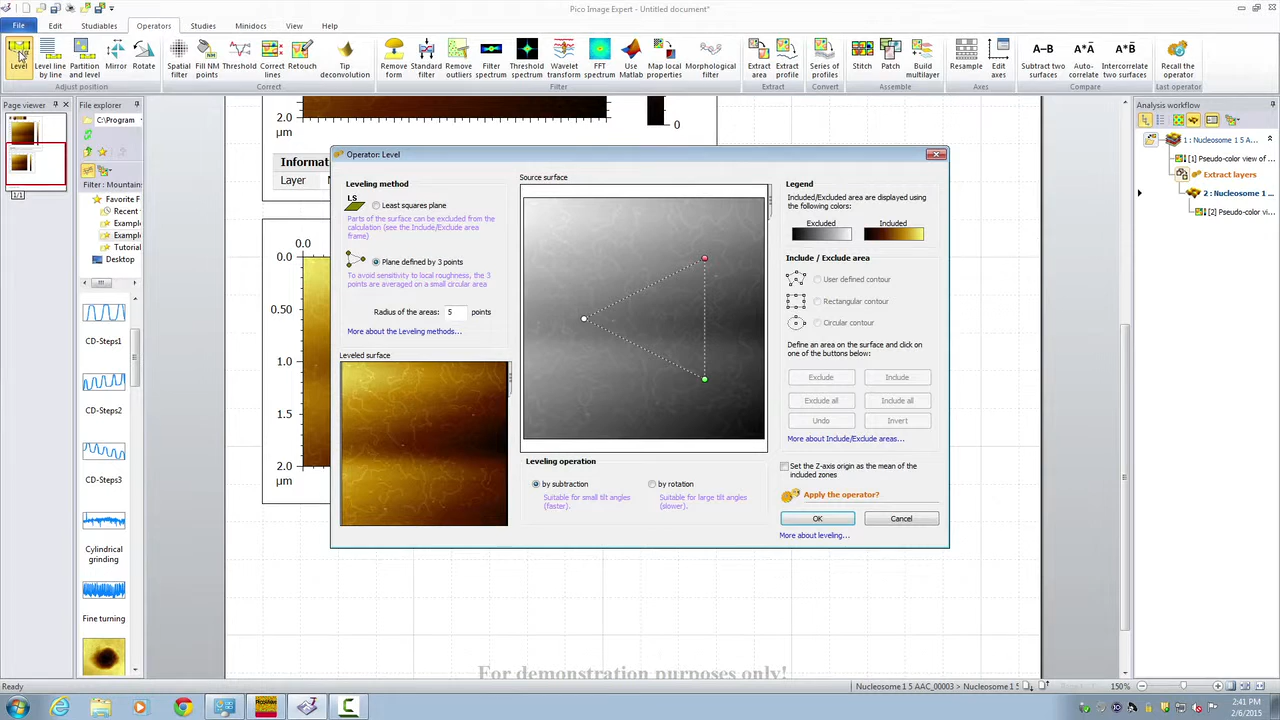 Pico Image Expert - Untitled document*
File Edit Studiables Operators Studies Minidocs View Help
Level
Level line by line
Partition and level
Mirror
Rotate
Spatial filter
Fill NM points
Threshold
Correct lines
Retouch
Tip deconvolution
Remove form
Standard filter
Remove outliers
Filter spectrum
Threshold spectrum
Wavelet transform
FFT spectrum
Use Matlab
Map local properties
Morphological filter
Extract area
Extract profile
Series of profiles
Stitch
Patch
Build multilayer
Resample
Edit axes
A-B
Subtract two surfaces
Auto-correlate
A*B
Intercorrelate two surfaces
Recall the operator
Adjust position
Correct
Filter
Extract
Convert
Assemble
Axes
Compare
Last operator
Page viewer
1/1
File explorer
C:\Program
Filter : Mountain
Favorite F
Recent
Example
Example
Tutorial
Desktop
CD-Steps1
CD-Steps2
CD-Steps3
Cylindrical
grinding
Fine turning
2.0
µm
0
Informat
Layer
0.0
0.0
0.50
1.0
1.5
2.0
µm
Operator: Level
Leveling method
LS
Least squares plane
Parts of the surface can be excluded from the
calculation (see the Include/Exclude area
frame)
Plane defined by 3 points
To avoid sensitivity to local roughness, the 3
points are averaged on a small circular area
Radius of the areas: 5 points
More about the Leveling methods...
Leveled surface
Source surface
Leveling operation
by subtraction
Suitable for small tilt angles
(faster).
by rotation
Suitable for large tilt angles
(slower).
Legend
Included/Excluded area are displayed using
the following colors:
Excluded Included
Include / Exclude area
User defined contour
Rectangular contour
Circular contour
Define an area on the surface and click on
one of the buttons below:
Exclude Include
Exclude all Include all
Undo Invert
More about Include/Exclude areas...
Set the Z-axis origin as the mean of the
included zones
Apply the operator?
OK Cancel
More about leveling...
Analysis workflow
1 : Nucleosome 1 5 A...
[1] Pseudo-color view of
Extract layers
2 : Nucleosome 1 ...
[2] Pseudo-color vi...
For demonstration purposes only!
Ready
Nucleosome 1 5 AAC_00003 > Nucleosome 1 5
150%
2:41 PM
2/6/2015